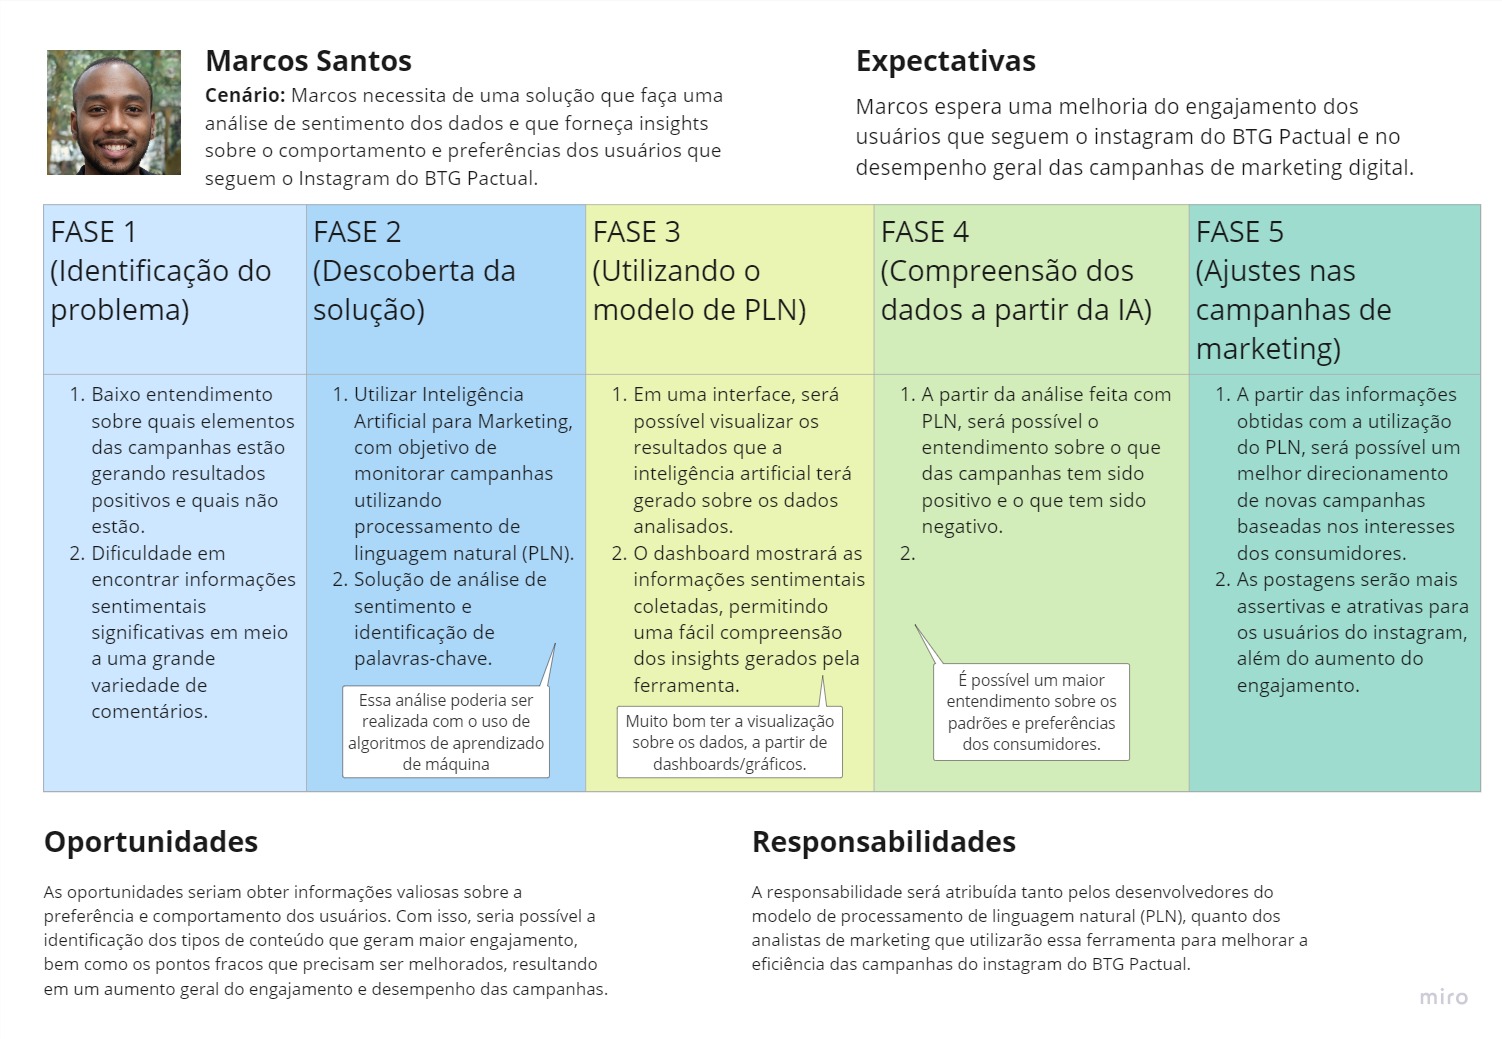 Marcos Santos
Cenário: Marcos necessita de uma solução que faça uma
análise de sentimento dos dados e que forneça insights
sobre o comportamento e preferências dos usuários que
seguem o Instagram do BTG Pactual.
Expectativas
Marcos espera uma melhoria do engajamento dos
usuários que seguem o instagram do BTG Pactual e no
desempenho geral das campanhas de marketing digital.
FASE 1
(Identificação do
problema)
FASE 2
(Descoberta da
solução)
FASE 3
(Utilizando o
modelo de PLN)
FASE 4
(Compreensão dos
dados a partir da IA)
FASE 5
(Ajustes nas
campanhas de
marketing)
1. Baixo entendimento
sobre quais elementos
das campanhas estão
gerando resultados
positivos e quais não
estão.
2. Dificuldade em
encontrar informações
sentimentais
significativas em meio
a uma grande
variedade de
comentários.
1. Utilizar Inteligência
Artificial para Marketing,
com objetivo de
monitorar campanhas
utilizando
processamento de
linguagem natural (PLN).
2. Solução de análise de
sentimento e
identificação de
palavras-chave.
Essa análise poderia ser
realizada com o uso de
algoritmos de aprendizado
de máquina
1. Em uma interface, será
possível visualizar os
resultados que a
inteligência artificial terá
gerado sobre os dados
analisados.
2. O dashboard mostrará as
informações sentimentais
coletadas, permitindo
uma fácil compreensão
dos insights gerados pela
ferramenta.
Muito bom ter a visualização
sobre os dados, a partir de
dashboards/gráficos.
1. A partir da análise feita com
PLN, será possível o
entendimento sobre o que
das campanhas tem sido
positivo e o que tem sido
negativo.
2.
É possível um maior
entendimento sobre os
padrões e preferências
dos consumidores.
1. A partir das informações
obtidas com a utilização
do PLN, será possível um
melhor direcionamento
de novas campanhas
baseadas nos interesses
dos consumidores.
2. As postagens serão mais
assertivas e atrativas para
os usuários do instagram,
além do aumento do
engajamento.
Oportunidades
As oportunidades seriam obter informações valiosas sobre a
preferência e comportamento dos usuários. Com isso, seria possível a
identificação dos tipos de conteúdo que geram maior engajamento,
bem como os pontos fracos que precisam ser melhorados, resultando
em um aumento geral do engajamento e desempenho das campanhas.
Responsabilidades
A responsabilidade será atribuída tanto pelos desenvolvedores do
modelo de processamento de linguagem natural (PLN), quanto dos
analistas de marketing que utilizarão essa ferramenta para melhorar a
eficiência das campanhas do instagram do BTG Pactual.
miro